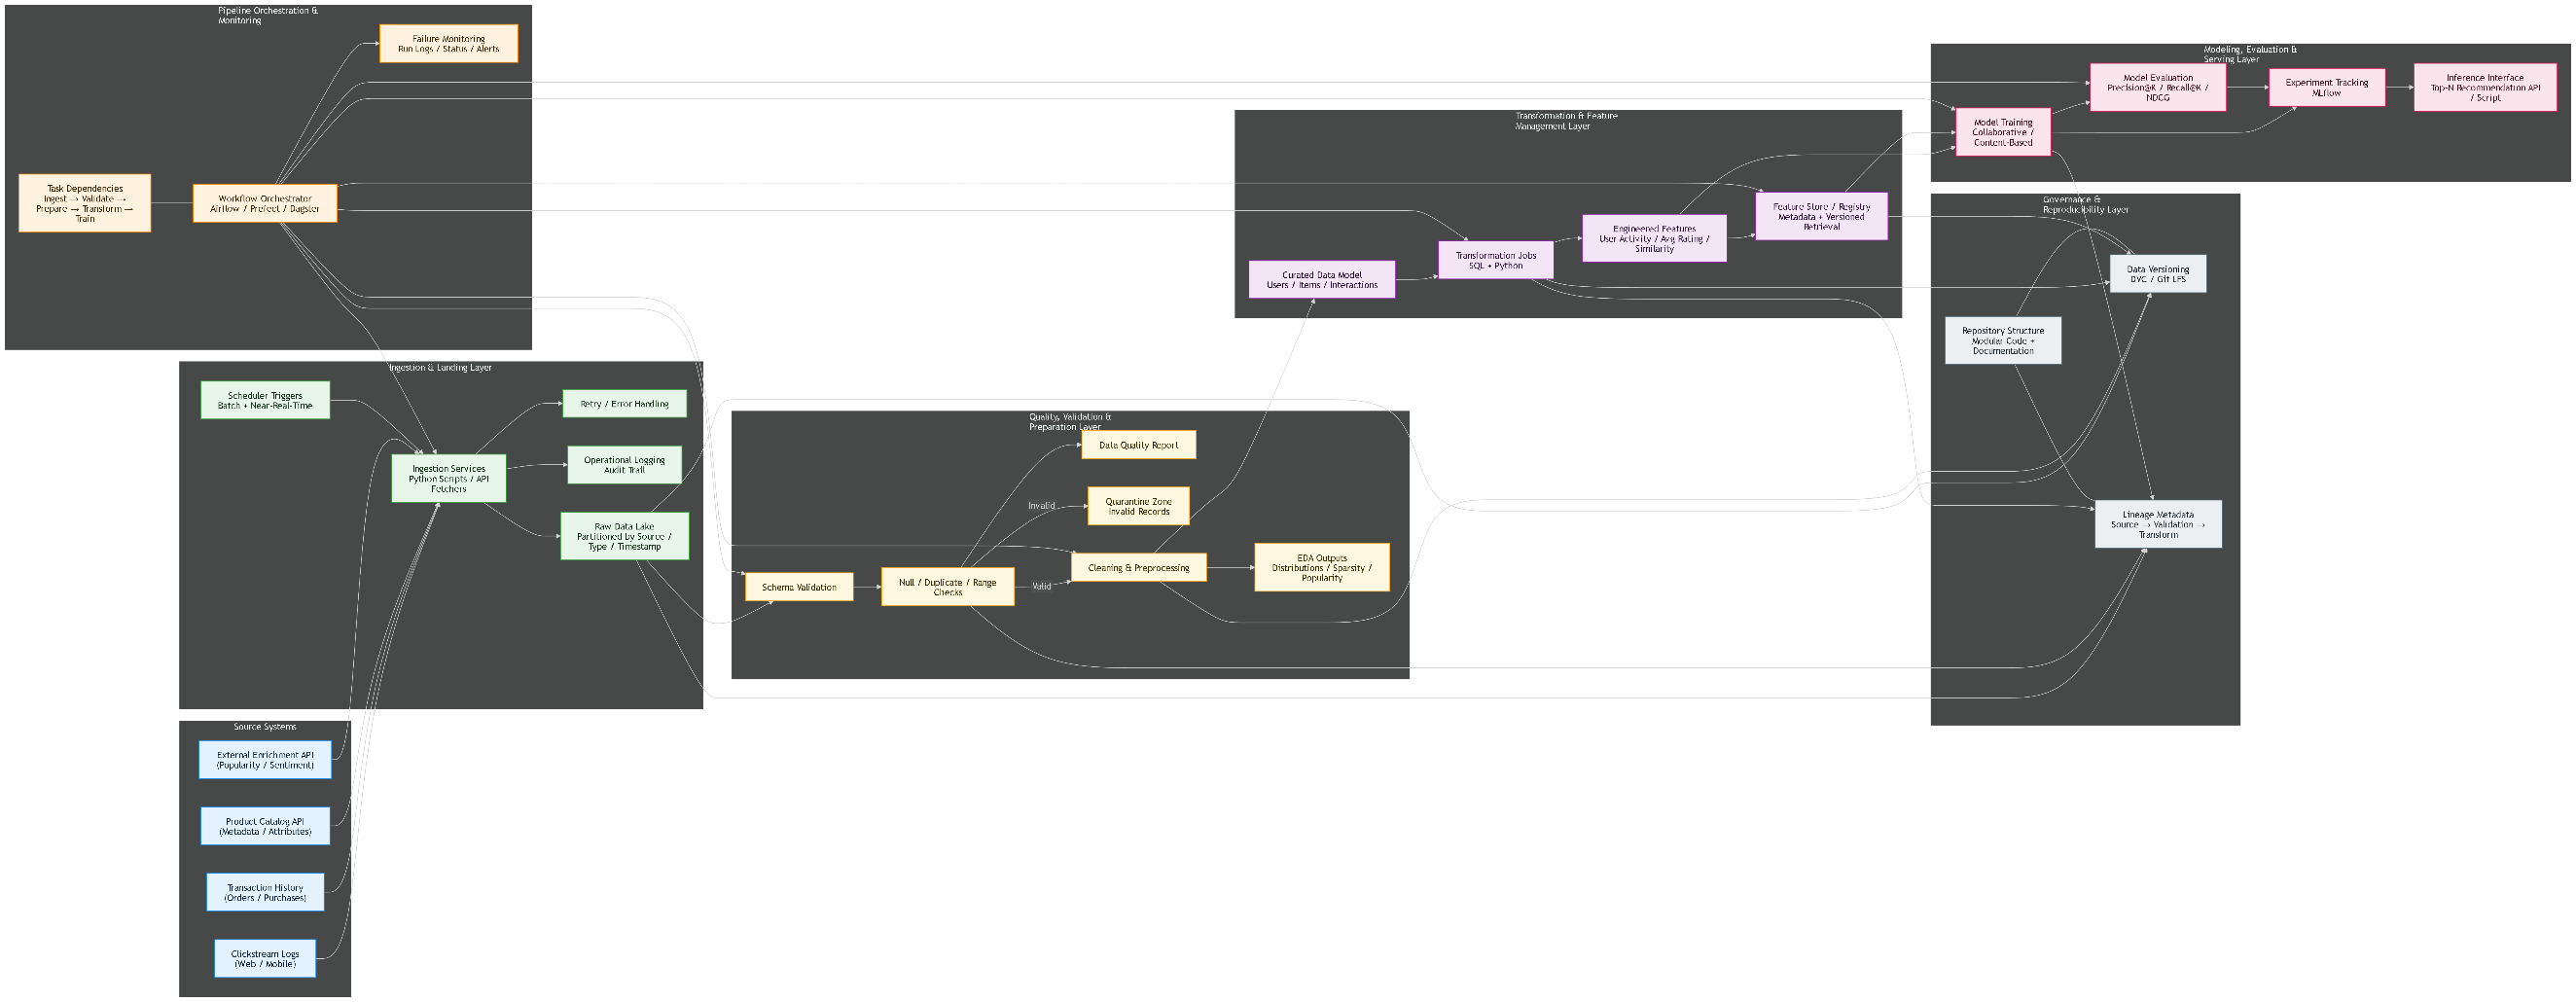 Pipeline Orchestration &
Monitoring
Failure Monitoring
Run Logs / Status / Alerts
Task Dependencies
Ingest → Validate →
Prepare → Transform →
Train
Workflow Orchestrator
Airflow / Prefect / Dagster
Ingestion & Landing Layer
Scheduler Triggers
Batch + Near-Real-Time
Retry / Error Handling
Ingestion Services
Python Scripts / API
Fetchers
Operational Logging
Audit Trail
Raw Data Lake
Partitioned by Source /
Type / Timestamp
Source Systems
External Enrichment API
(Popularity / Sentiment)
Product Catalog API
(Metadata / Attributes)
Transaction History
(Orders / Purchases)
Clickstream Logs
(Web / Mobile)
Quality, Validation &
Preparation Layer
Data Quality Report
Invalid
Quarantine Zone
Invalid Records
Schema Validation
Null / Duplicate / Range
Checks
Valid
Cleaning & Preprocessing
EDA Outputs
Distributions / Sparsity /
Popularity
Transformation & Feature
Management Layer
Curated Data Model
Users / Items / Interactions
Transformation Jobs
SQL + Python
Engineered Features
User Activity / Avg Rating /
Similarity
Feature Store / Registry
Metadata + Versioned
Retrieval
Modeling, Evaluation &
Serving Layer
Model Training
Collaborative /
Content-Based
Model Evaluation
Precision@K / Recall@K /
NDCG
Experiment Tracking
MLflow
Inference Interface
Top-N Recommendation API
/ Script
Governance &
Reproducibility Layer
Data Versioning
DVC / Git LFS
Repository Structure
Modular Code +
Documentation
Lineage Metadata
Source → Validation →
Transform